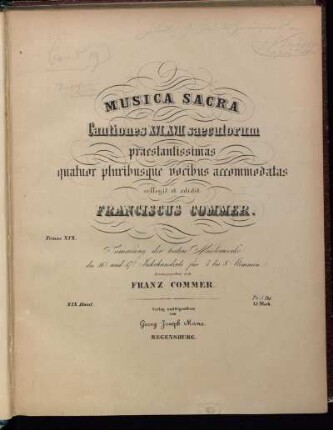 MUSICA SACRA
Cantiones XVI, XVII saeculorum
praestantissimas
quatuor pluribusque vocibus accommodatas
collegit et edidit
FRANCISCUS COMMER.
Tomus XIX.
Sammlung der besten Meisterwerke
des 16ten und 17ten Jahrhunderts für 4 bis 8 Stimmen
herausgegeben von
FRANZ COMMER.
XIX. Band.
15 Mark.
Verlag und Eigenthum
von
Georg Joseph Manz.
REGENSBURG.